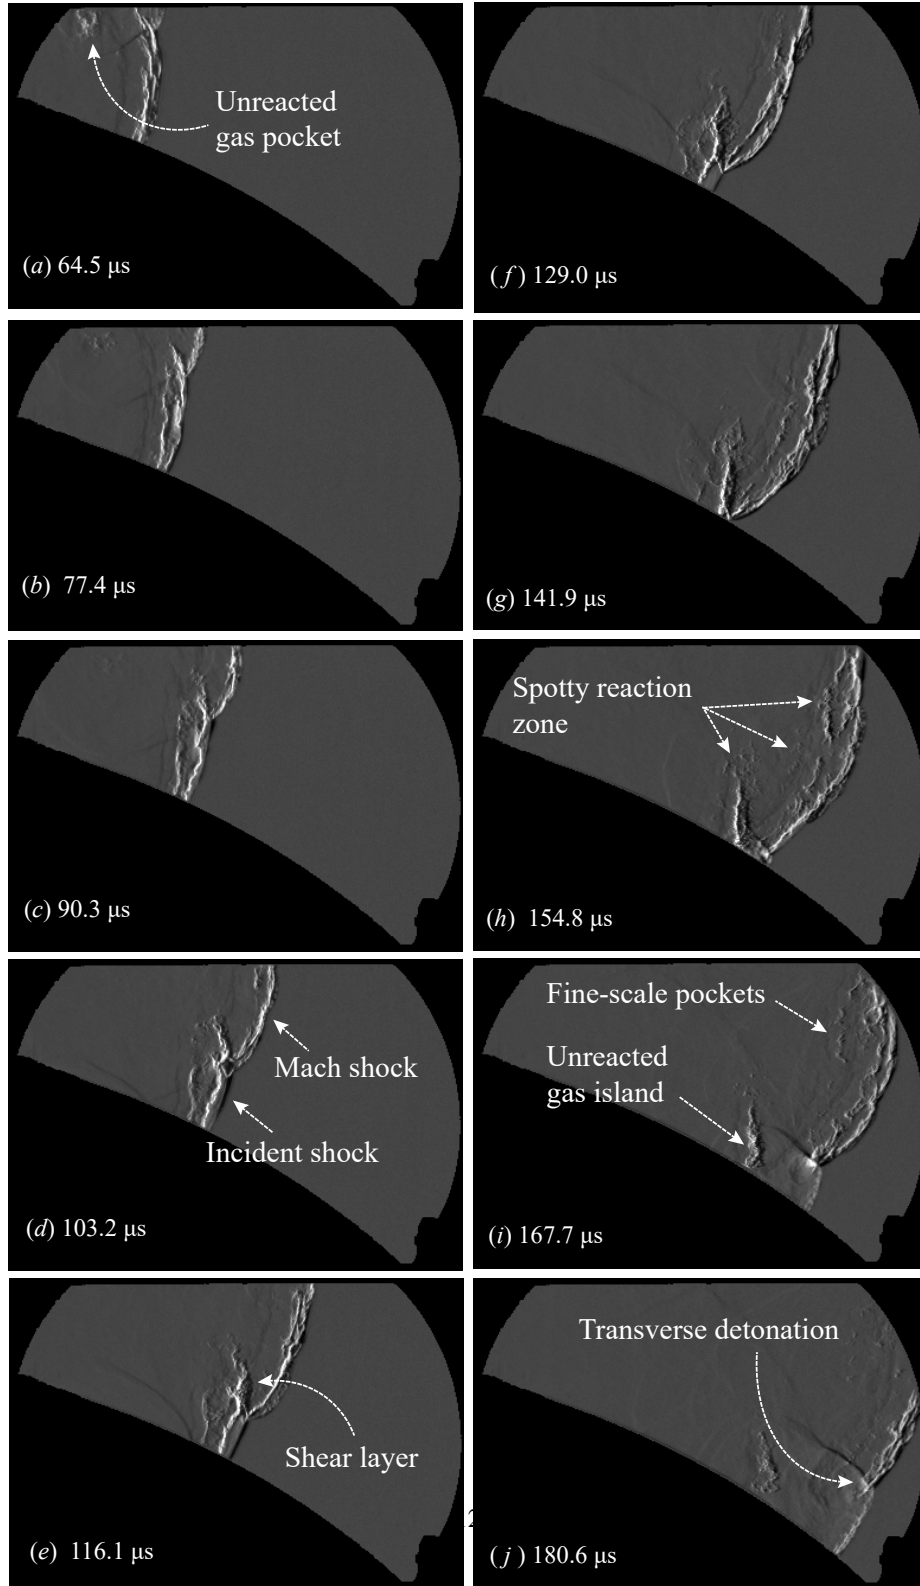 Unreacted
gas pocket
(a) 64.5 μs
(b) 77.4 μs
(c) 90.3 μs
Mach shock
Incident shock
(d) 103.2 μs
Shear layer
(e) 116.1 μs
(f) 129.0 μs
(g) 141.9 μs
Spotty reaction
zone
(h) 154.8 μs
Fine-scale pockets
Unreacted
gas island
(i) 167.7 μs
Transverse detonation
(j) 180.6 μs